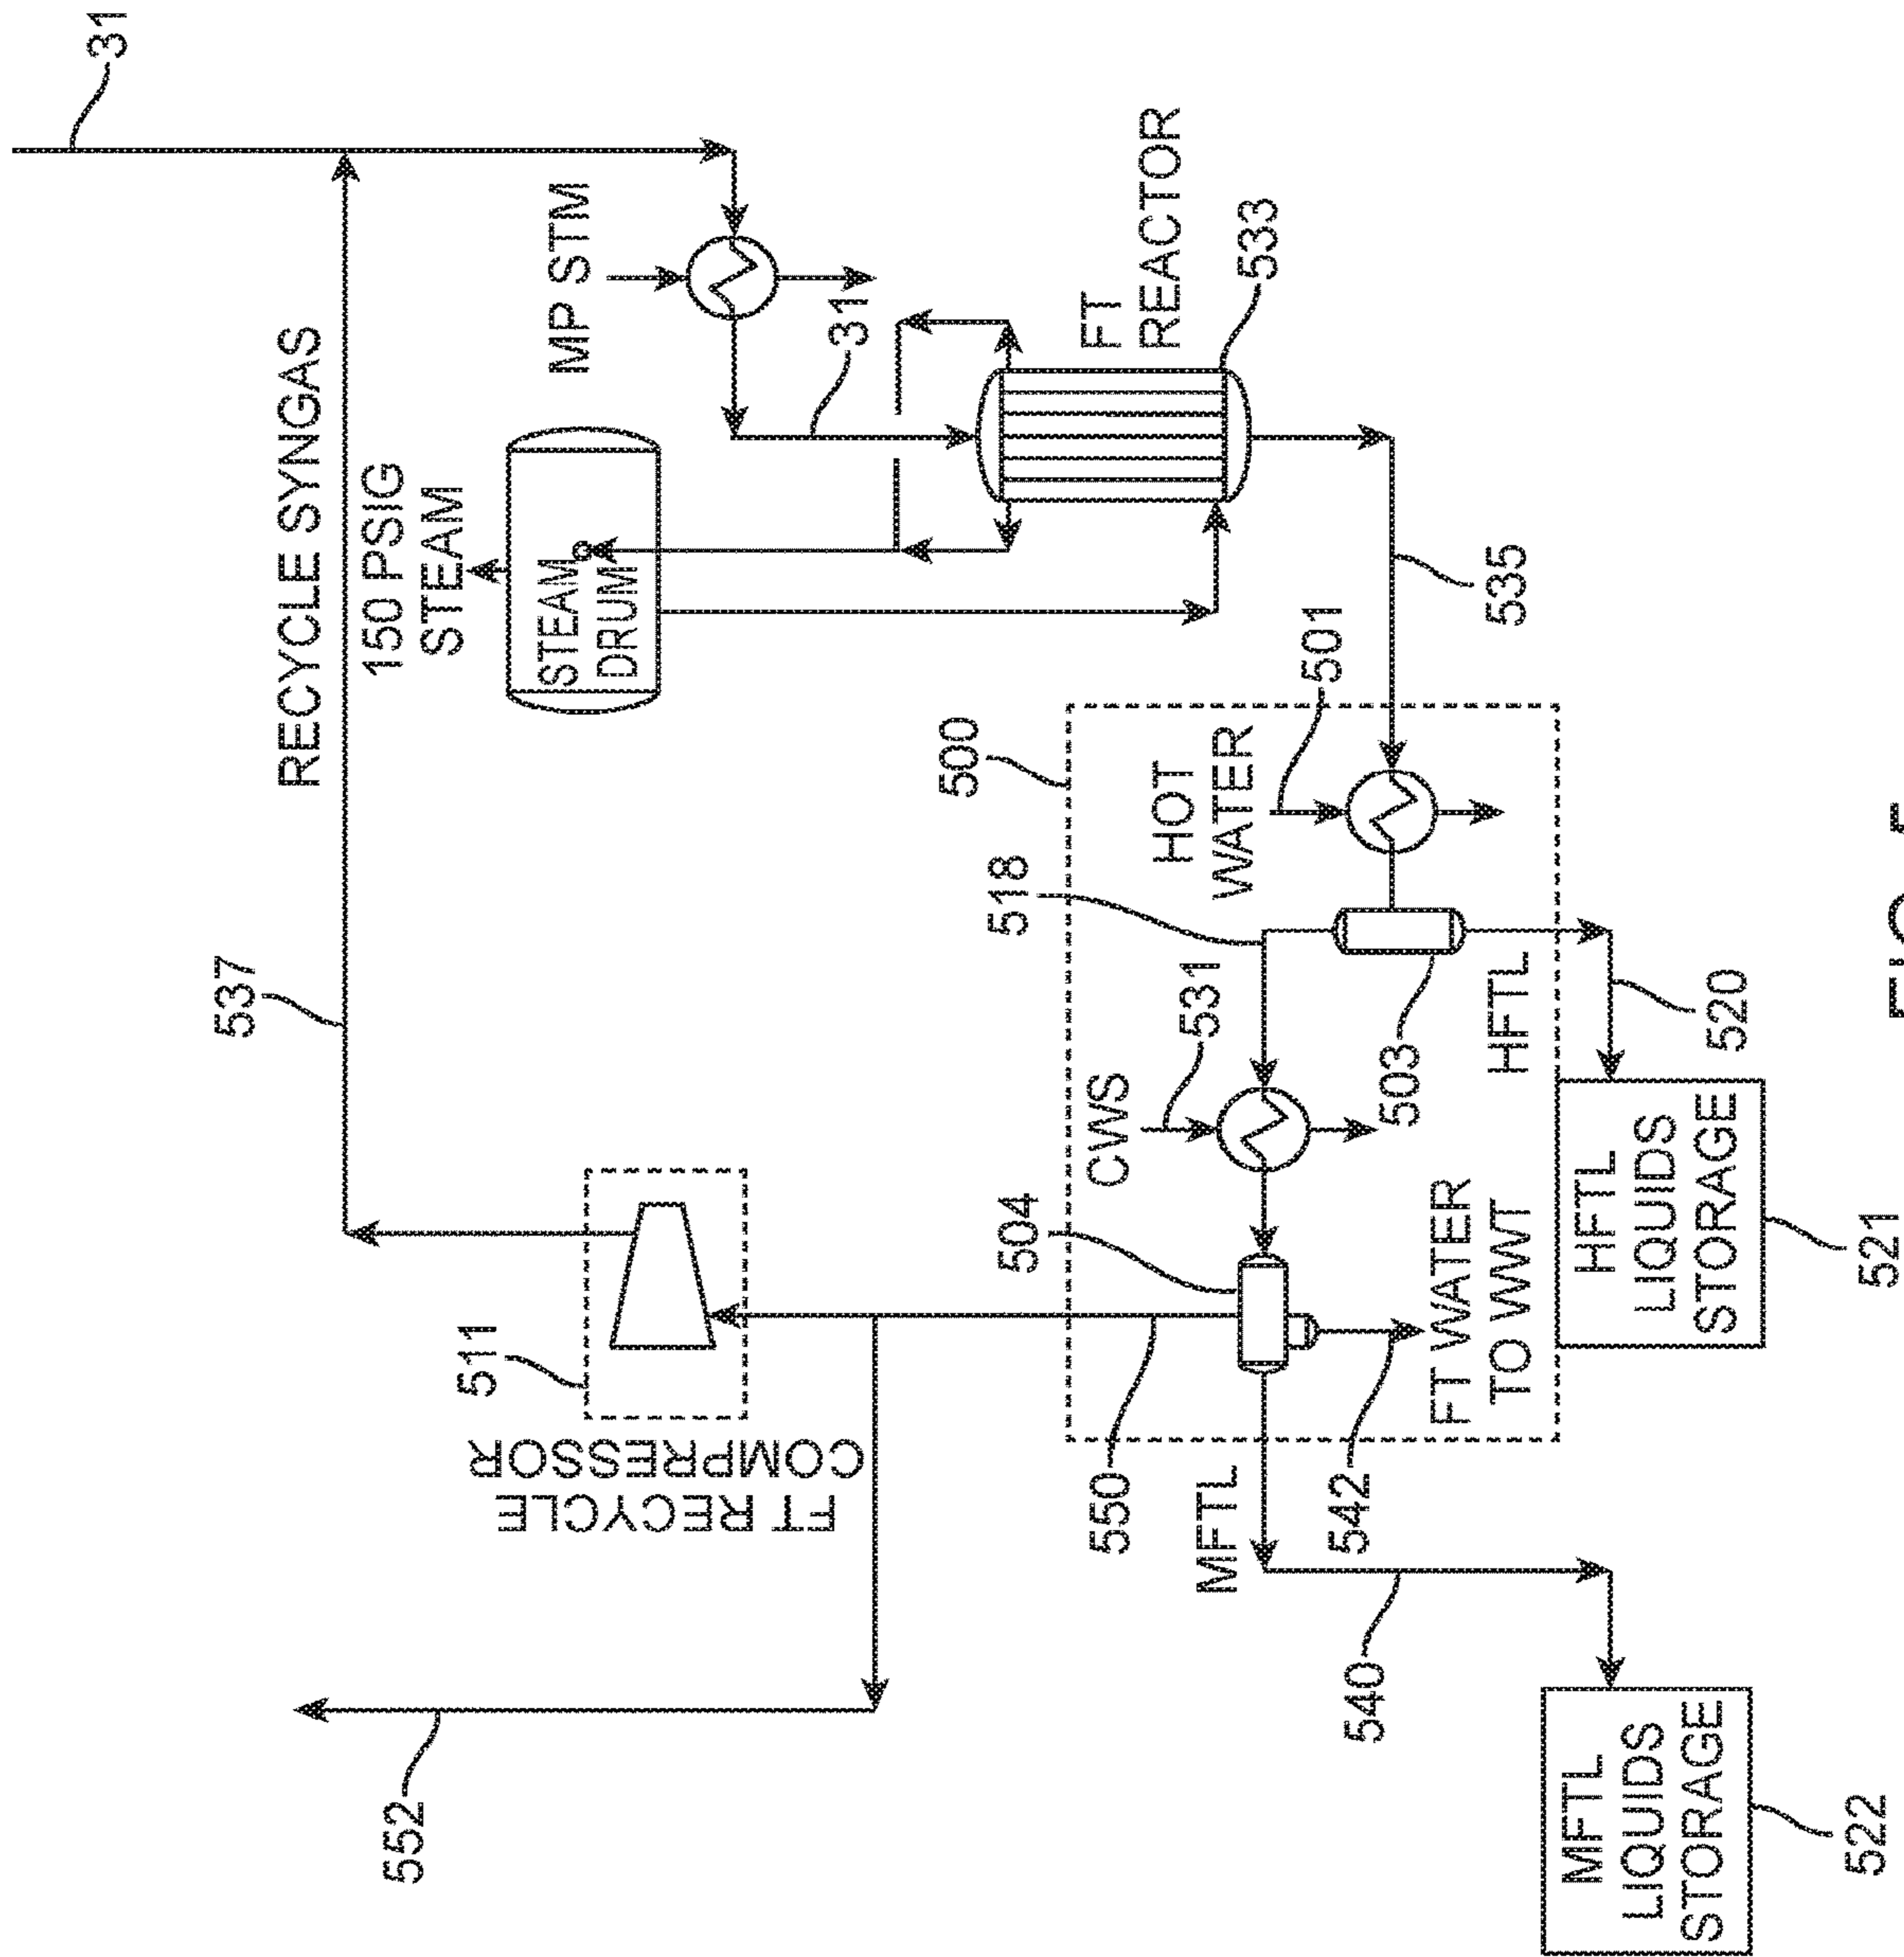 31
RECYCLE SYNGAS
537
150 PSIG
STEAM
MP STM
31
STEAM
DRUM
FT
REACTOR
533
535
511
FT RECYCLE
COMPRESSOR
552
500
HOT
WATER
501
518
CWS
531
504
503
HFTL
520
550
FT WATER
TO WWT
542
MFTL
540
HFTL
LIQUIDS
STORAGE
521
MFTL
LIQUIDS
STORAGE
522